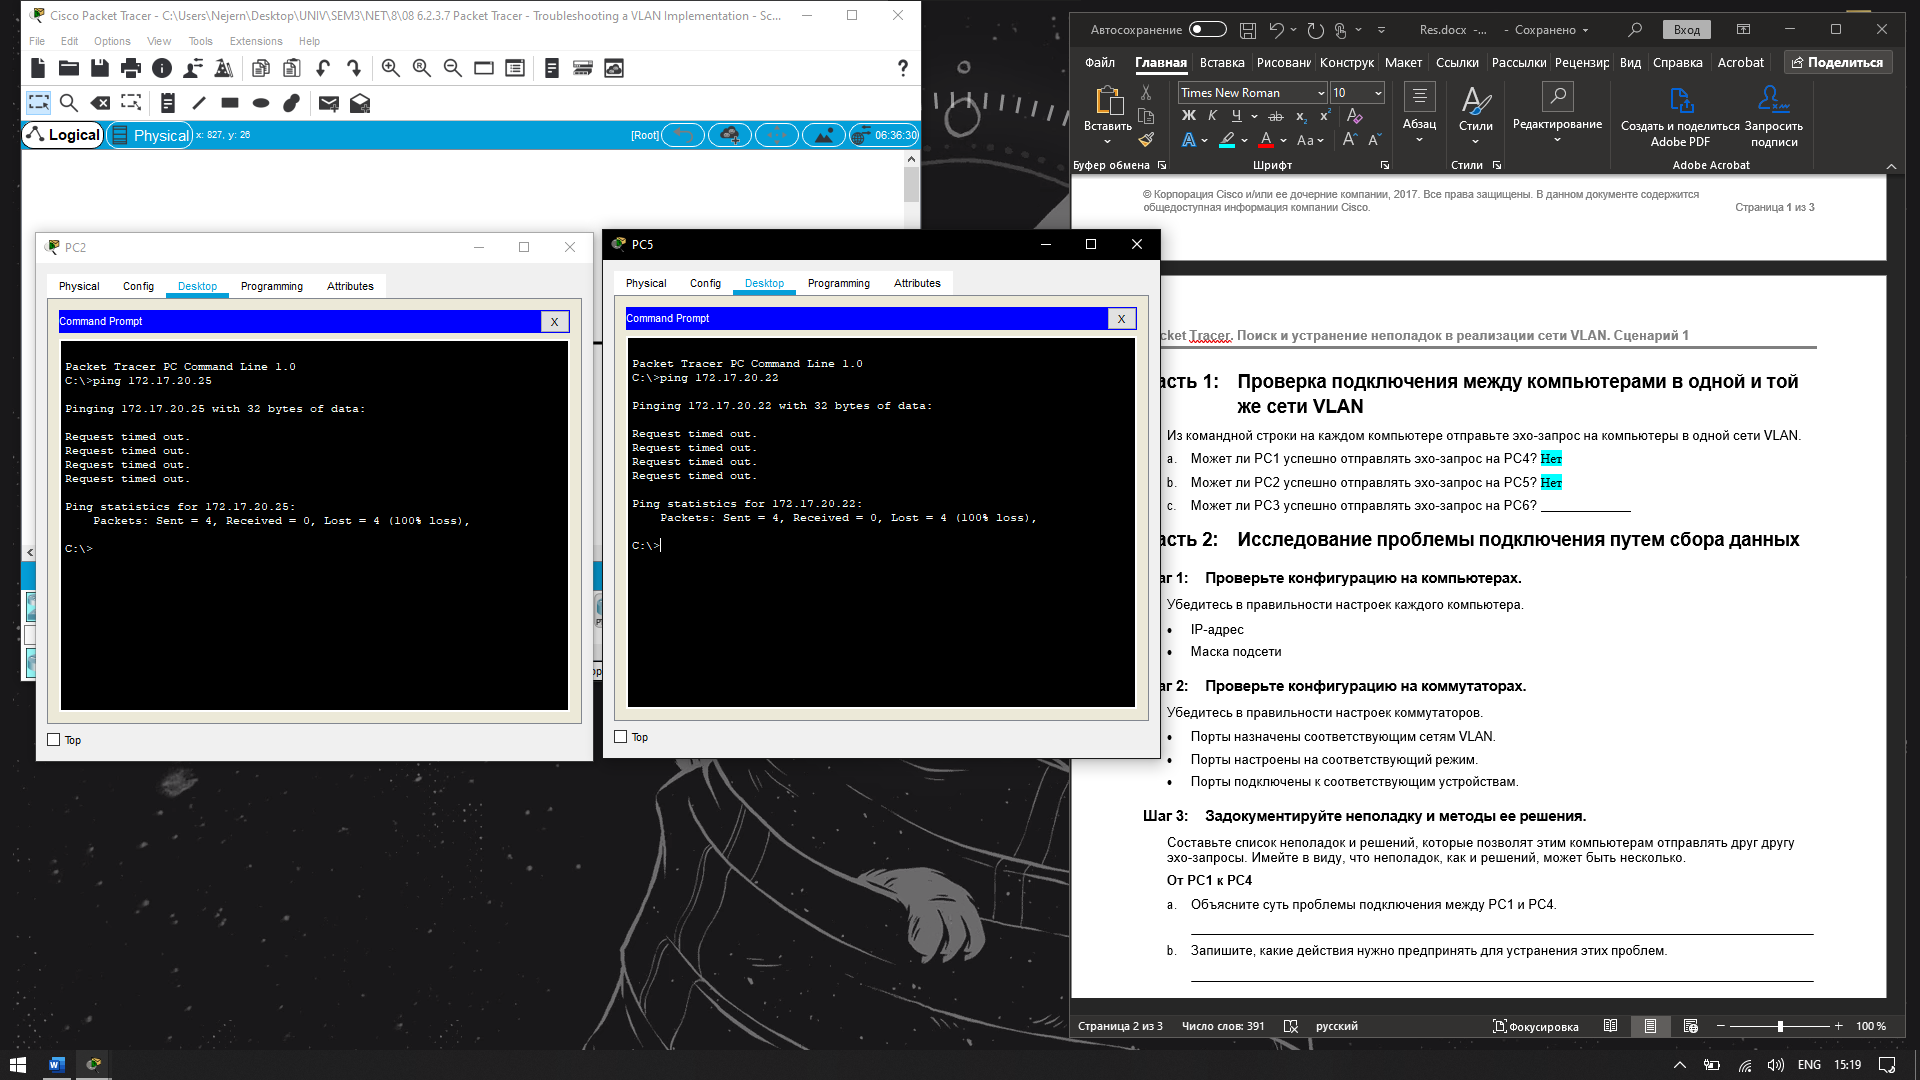 Cisco Packet Tracer - C:\Users\Nejern\Desktop\UNIV\SEM3\NET\8\08 6.2.3.7 Packet Tracer - Troubleshooting a VLAN Implementation - Sc...
File Edit Options View Tools Extensions Help
?
Logical Physical x: 827, y: 26 [Root] 06:36:30
PC2
Physical Config Desktop Programming Attributes
Command Prompt X
Packet Tracer PC Command Line 1.0
C:\>ping 172.17.20.25
Pinging 172.17.20.25 with 32 bytes of data:
Request timed out.
Request timed out.
Request timed out.
Request timed out.
Ping statistics for 172.17.20.25:
Packets: Sent = 4, Received = 0, Lost = 4 (100% loss),
C:\>
Top
PC5
Physical Config Desktop Programming Attributes
Command Prompt X
Packet Tracer PC Command Line 1.0
C:\>ping 172.17.20.22
Pinging 172.17.20.22 with 32 bytes of data:
Request timed out.
Request timed out.
Request timed out.
Request timed out.
Ping statistics for 172.17.20.22:
Packets: Sent = 4, Received = 0, Lost = 4 (100% loss),
C:\>
Top
Автосохранение Res.docx -... - Сохранено Вход
Файл Главная Вставка Рисовани Конструк Макет Ссылки Рассылки Рецензир Вид Справка Acrobat Поделиться
Вставить
Буфер обмена
Times New Roman 10
Ж К Ч ab x₂ x²
A A Aa A A
Шрифт
Абзац
Стили
Стили
Редактирование
Создать и поделиться Adobe PDF
Запросить подписи
Adobe Acrobat
© Корпорация Cisco и/или ее дочерние компании, 2017. Все права защищены. В данном документе содержится
общедоступная информация компании Cisco. Страница 1 из 3
cket Tracer. Поиск и устранение неполадок в реализации сети VLAN. Сценарий 1
асть 1: Проверка подключения между компьютерами в одной и той
же сети VLAN
Из командной строки на каждом компьютере отправьте эхо-запрос на компьютеры в одной сети VLAN.
a. Может ли PC1 успешно отправлять эхо-запрос на PC4? Нет
b. Может ли PC2 успешно отправлять эхо-запрос на PC5? Нет
c. Может ли PC3 успешно отправлять эхо-запрос на PC6? _____________
асть 2: Исследование проблемы подключения путем сбора данных
аг 1: Проверьте конфигурацию на компьютерах.
Убедитесь в правильности настроек каждого компьютера.
• IP-адрес
• Маска подсети
аг 2: Проверьте конфигурацию на коммутаторах.
Убедитесь в правильности настроек коммутаторов.
• Порты назначены соответствующим сетям VLAN.
• Порты настроены на соответствующий режим.
• Порты подключены к соответствующим устройствам.
Шаг 3: Задокументируйте неполадку и методы ее решения.
Составьте список неполадок и решений, которые позволят этим компьютерам отправлять друг другу
эхо-запросы. Имейте в виду, что неполадок, как и решений, может быть несколько.
От PC1 к PC4
a. Объясните суть проблемы подключения между PC1 и PC4.
b. Запишите, какие действия нужно предпринять для устранения этих проблем.
Страница 2 из 3 Число слов: 391 русский Фокусировка 100 %
ENG 15:19